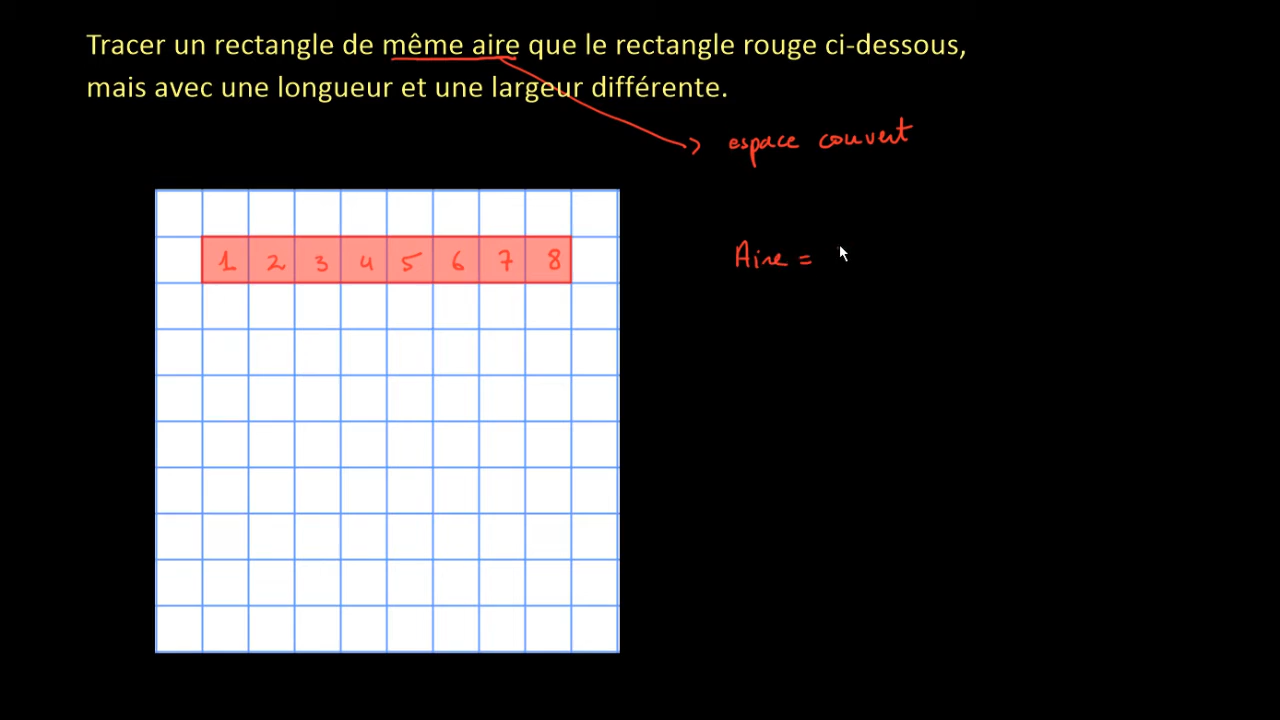 Tracer un rectangle de même aire que le rectangle rouge ci-dessous,
mais avec une longueur et une largeur différente.
espace couvert
1 2 3 4 5 6 7 8
Aire =